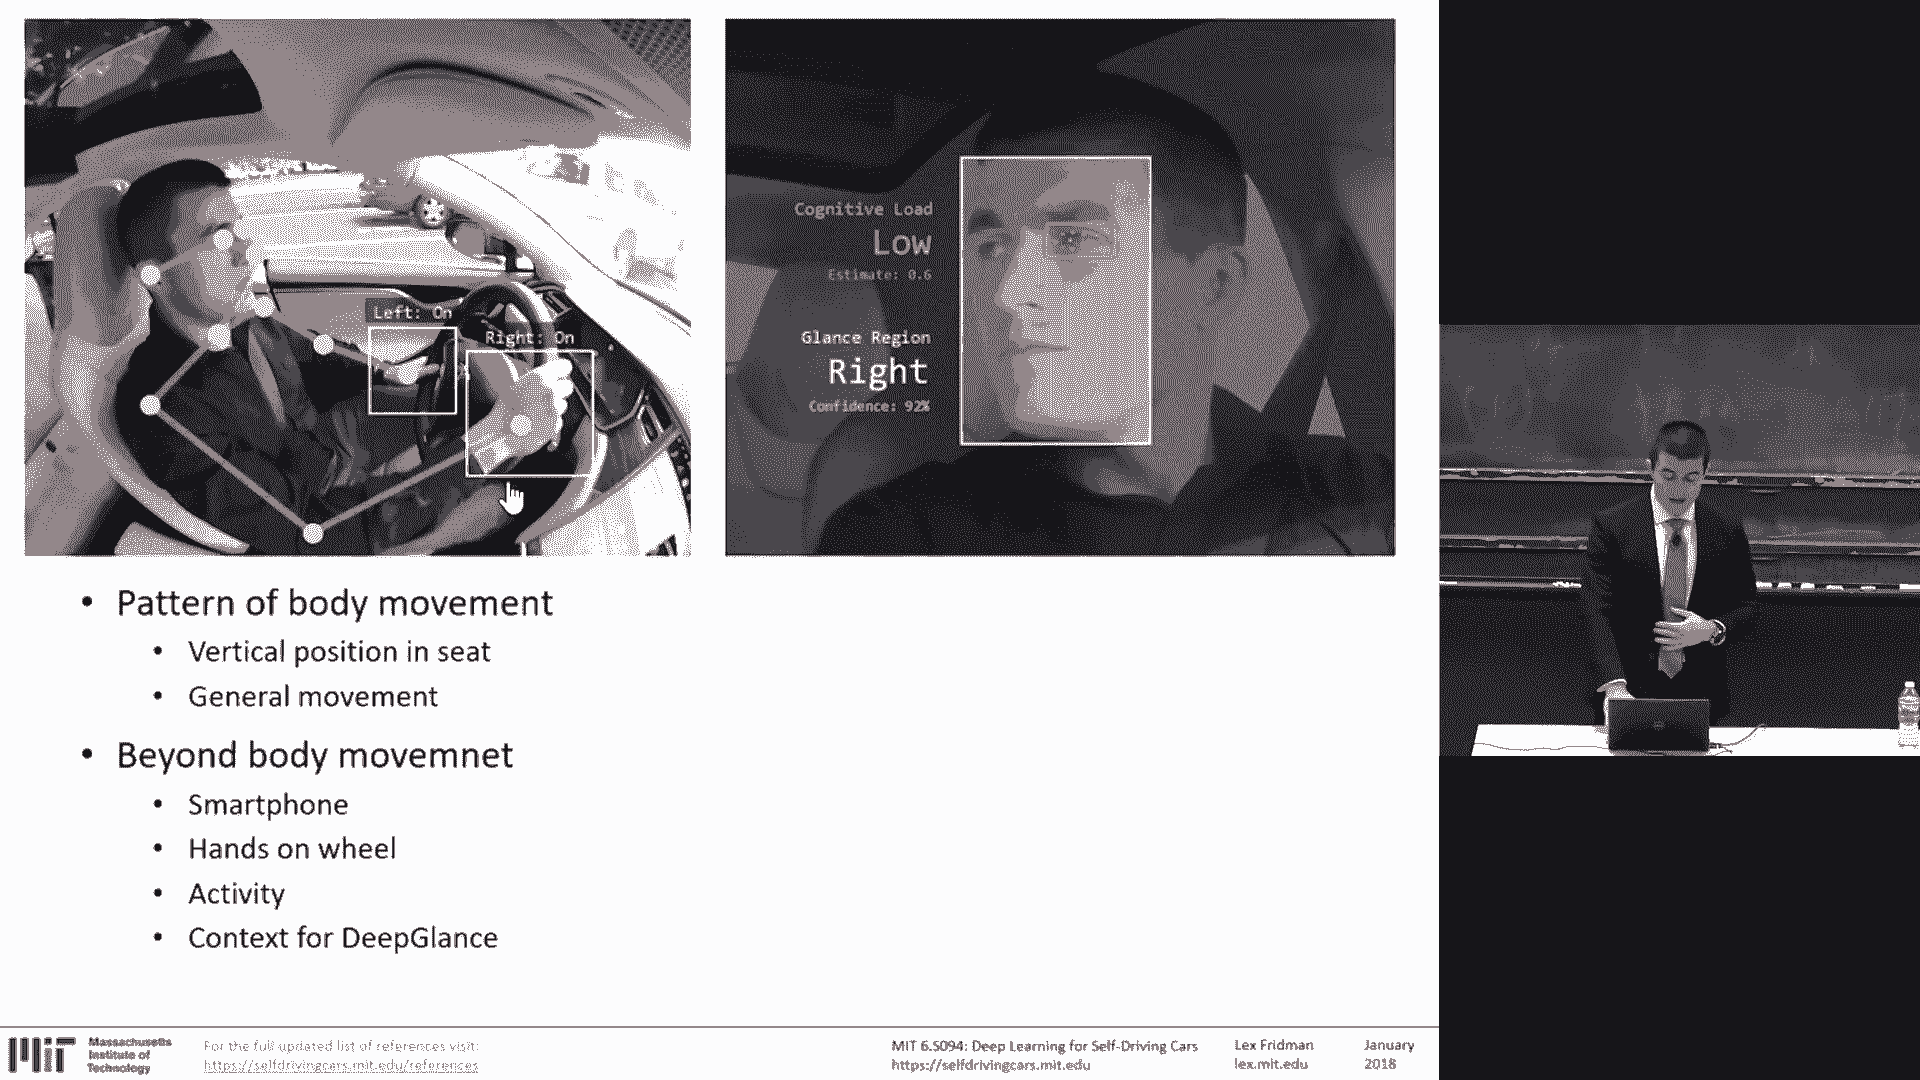 Left: On
Right: On
Cognitive Load
Low
Estimate: 0.6
Glance Region
Right
Confidence: 92%
• Pattern of body movement
• Vertical position in seat
• General movement
• Beyond body movemnet
• Smartphone
• Hands on wheel
• Activity
• Context for DeepGlance
MIT
Massachusetts
Institute of
Technology
For the full updated list of references visit:
https://selfdrivingcars.mit.edu/references
MIT 6.S094: Deep Learning for Self-Driving Cars
https://selfdrivingcars.mit.edu
Lex Fridman
lex.mit.edu
January
2018